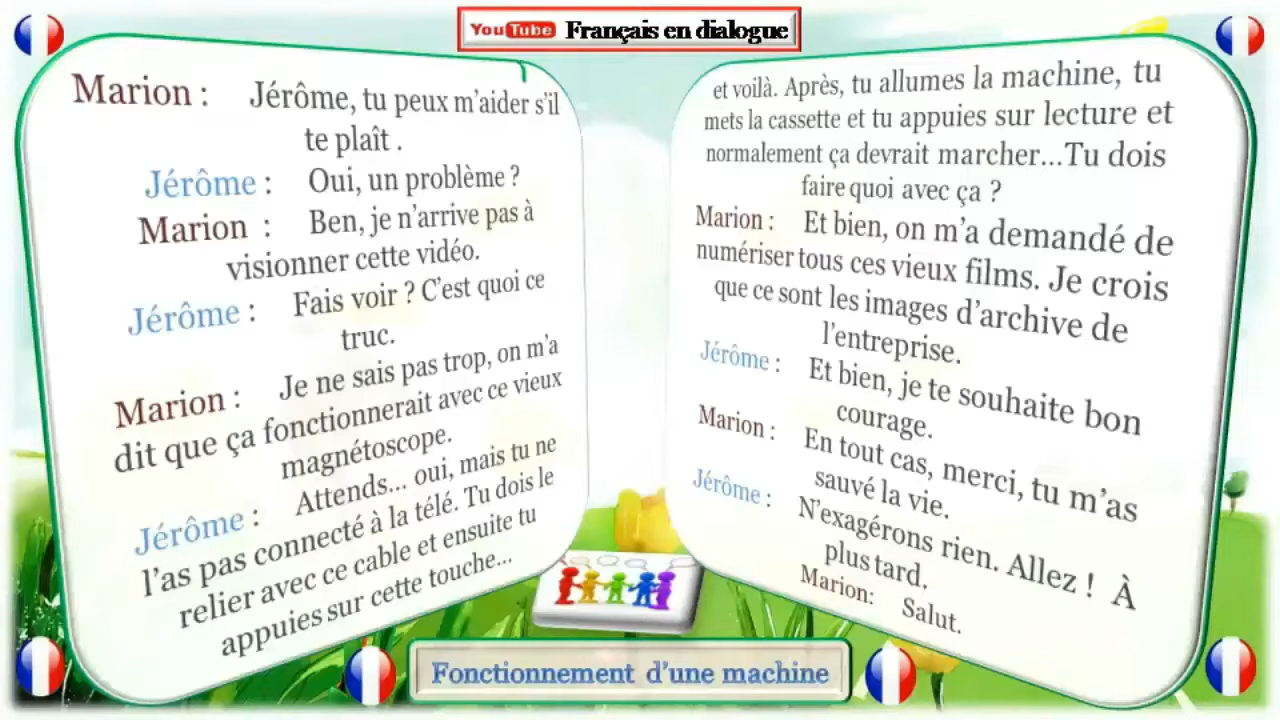 YouTube Français en dialogue
Marion : Jérôme, tu peux m'aider s'il
te plaît .
Jérôme : Oui, un problème ?
Marion : Ben, je n'arrive pas à
visionner cette vidéo.
Jérôme : Fais voir ? C'est quoi ce
truc.
Marion : Je ne sais pas trop, on m'a
dit que ça fonctionnerait avec ce vieux
magnétoscope.
Jérôme : Attends... oui, mais tu ne
l'as pas connecté à la télé. Tu dois le
relier avec ce cable et ensuite tu
appuies sur cette touche...
et voilà. Après, tu allumes la machine, tu
mets la cassette et tu appuies sur lecture et
normalement ça devrait marcher...Tu dois
faire quoi avec ça ?
Marion : Et bien, on m'a demandé de
numériser tous ces vieux films. Je crois
que ce sont les images d'archive de
l'entreprise.
Jérôme : Et bien, je te souhaite bon
courage.
Marion : En tout cas, merci, tu m'as
sauvé la vie.
Jérôme : N'exagérons rien. Allez ! À
plus tard.
Marion: Salut.
Fonctionnement d'une machine